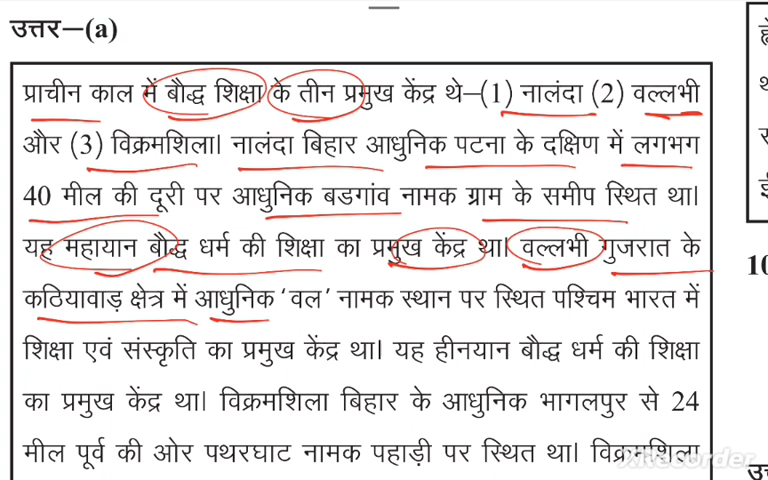 उत्तर–(a)
प्राचीन काल में बौद्ध शिक्षा के तीन प्रमुख केंद्र थे–(1) नालंदा (2) वल्लभी
और (3) विक्रमशिला। नालंदा बिहार आधुनिक पटना के दक्षिण में लगभग
40 मील की दूरी पर आधुनिक बडगांव नामक ग्राम के समीप स्थित था।
यह महायान बौद्ध धर्म की शिक्षा का प्रमुख केंद्र था। वल्लभी गुजरात के
कठियावाड़ क्षेत्र में आधुनिक 'वल' नामक स्थान पर स्थित पश्चिम भारत में
शिक्षा एवं संस्कृति का प्रमुख केंद्र था। यह हीनयान बौद्ध धर्म की शिक्षा
का प्रमुख केंद्र था। विक्रमशिला बिहार के आधुनिक भागलपुर से 24
मील पूर्व की ओर पथरघाट नामक पहाड़ी पर स्थित था। विक्रमशिला
XRecorder
10